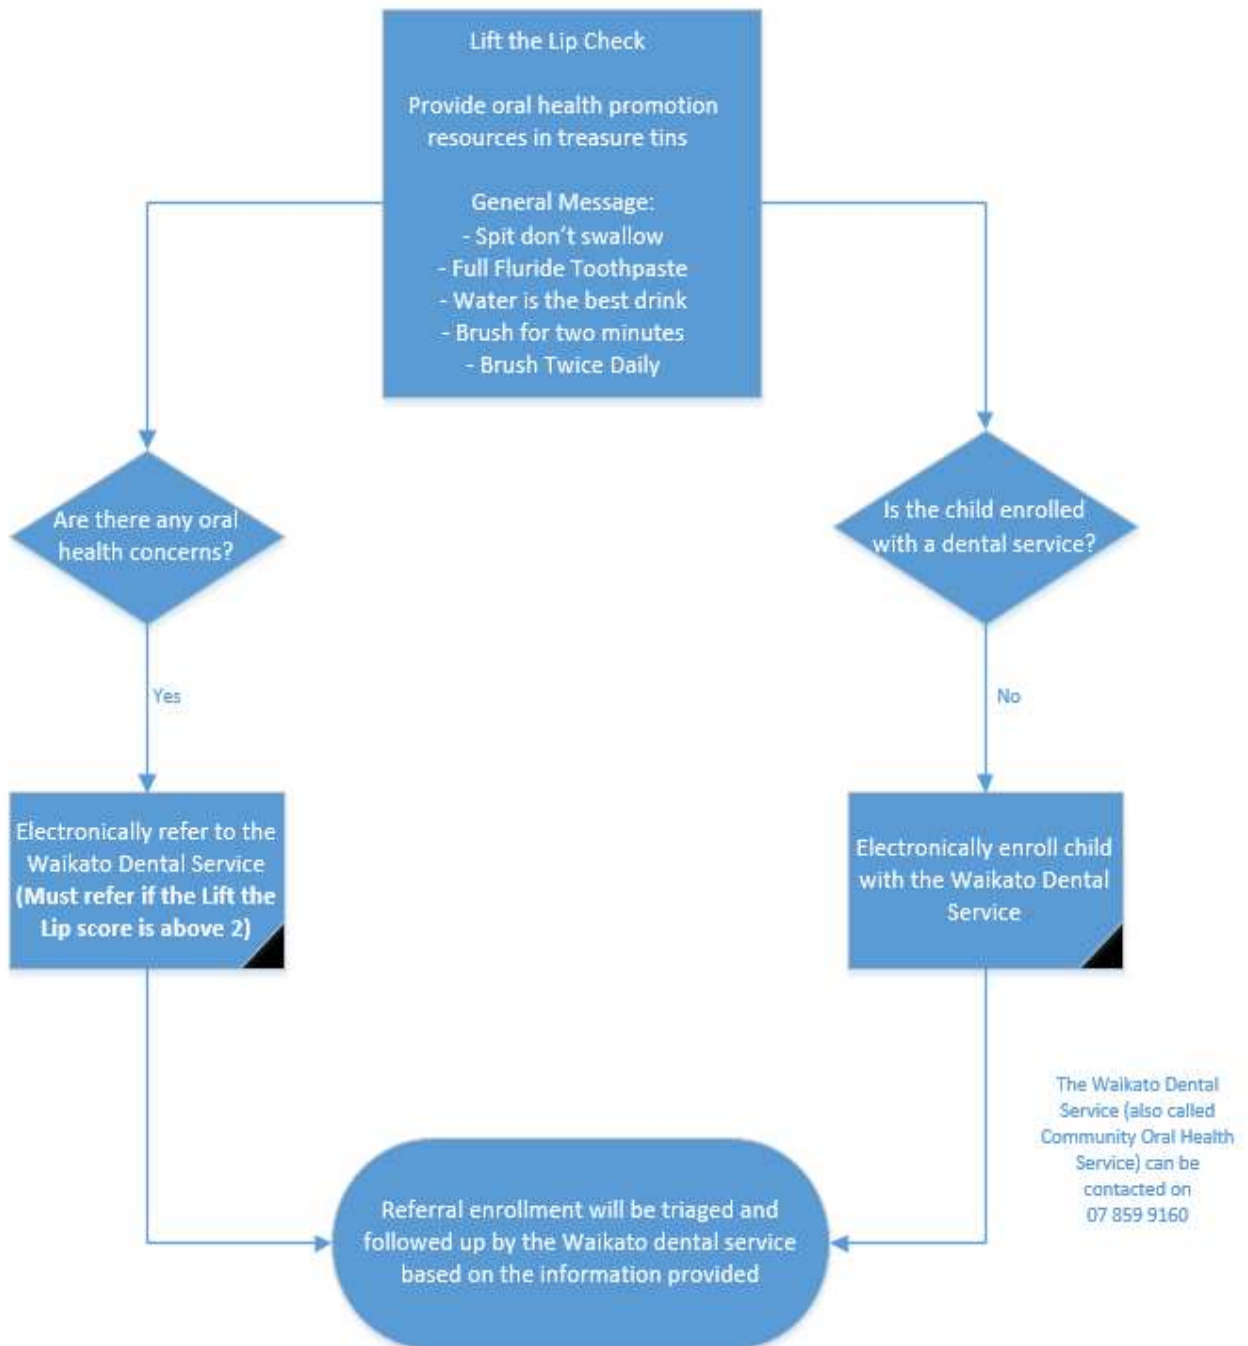 Lift the Lip Check
Provide oral health promotion
resources in treasure tins
General Message:
- Spit don't swallow
- Full Fluride Toothpaste
- Water is the best drink
- Brush for two minutes
- Brush Twice Daily
Are there any oral
health concerns?
Is the child enrolled
with a dental service?
Yes
No
Electronically refer to the
Waikato Dental Service
(Must refer if the Lift the
Lip score is above 2)
Electronically enroll child
with the Waikato Dental
Service
The Waikato Dental
Service (also called
Community Oral Health
Service) can be
contacted on
07 859 9160
Referral enrollment will be triaged and
followed up by the Waikato dental service
based on the information provided